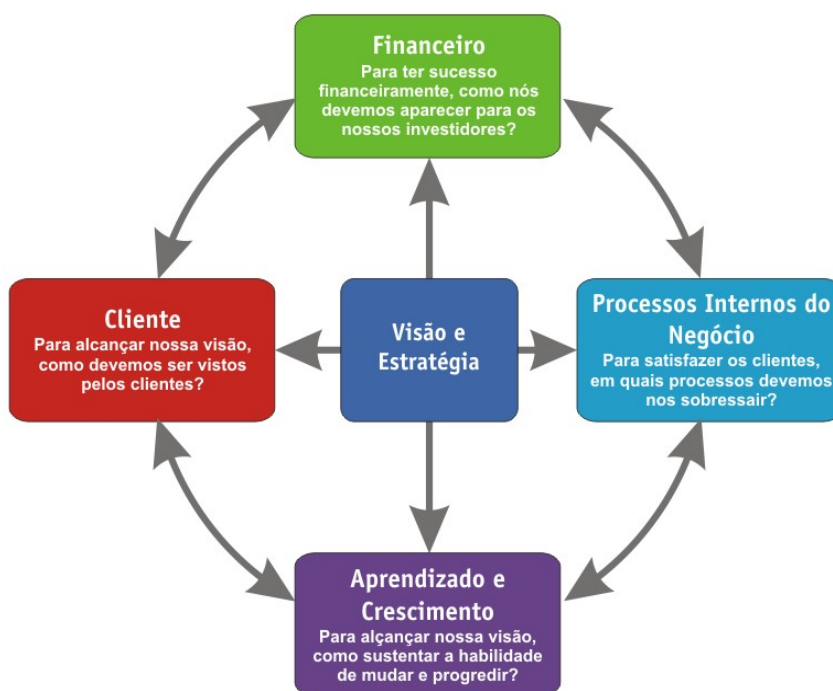 Financeiro
Para ter sucesso
financeiramente, como nós
devemos aparecer para os
nossos investidores?
Cliente
Para alcançar nossa visão,
como devemos ser vistos
pelos clientes?
Visão e
Estratégia
Processos Internos do
Negócio
Para satisfazer os clientes,
em quais processos devemos
nos sobressair?
Aprendizado e
Crescimento
Para alçançar nossa visão,
como sustentar a habilidade
de mudar e progredir?